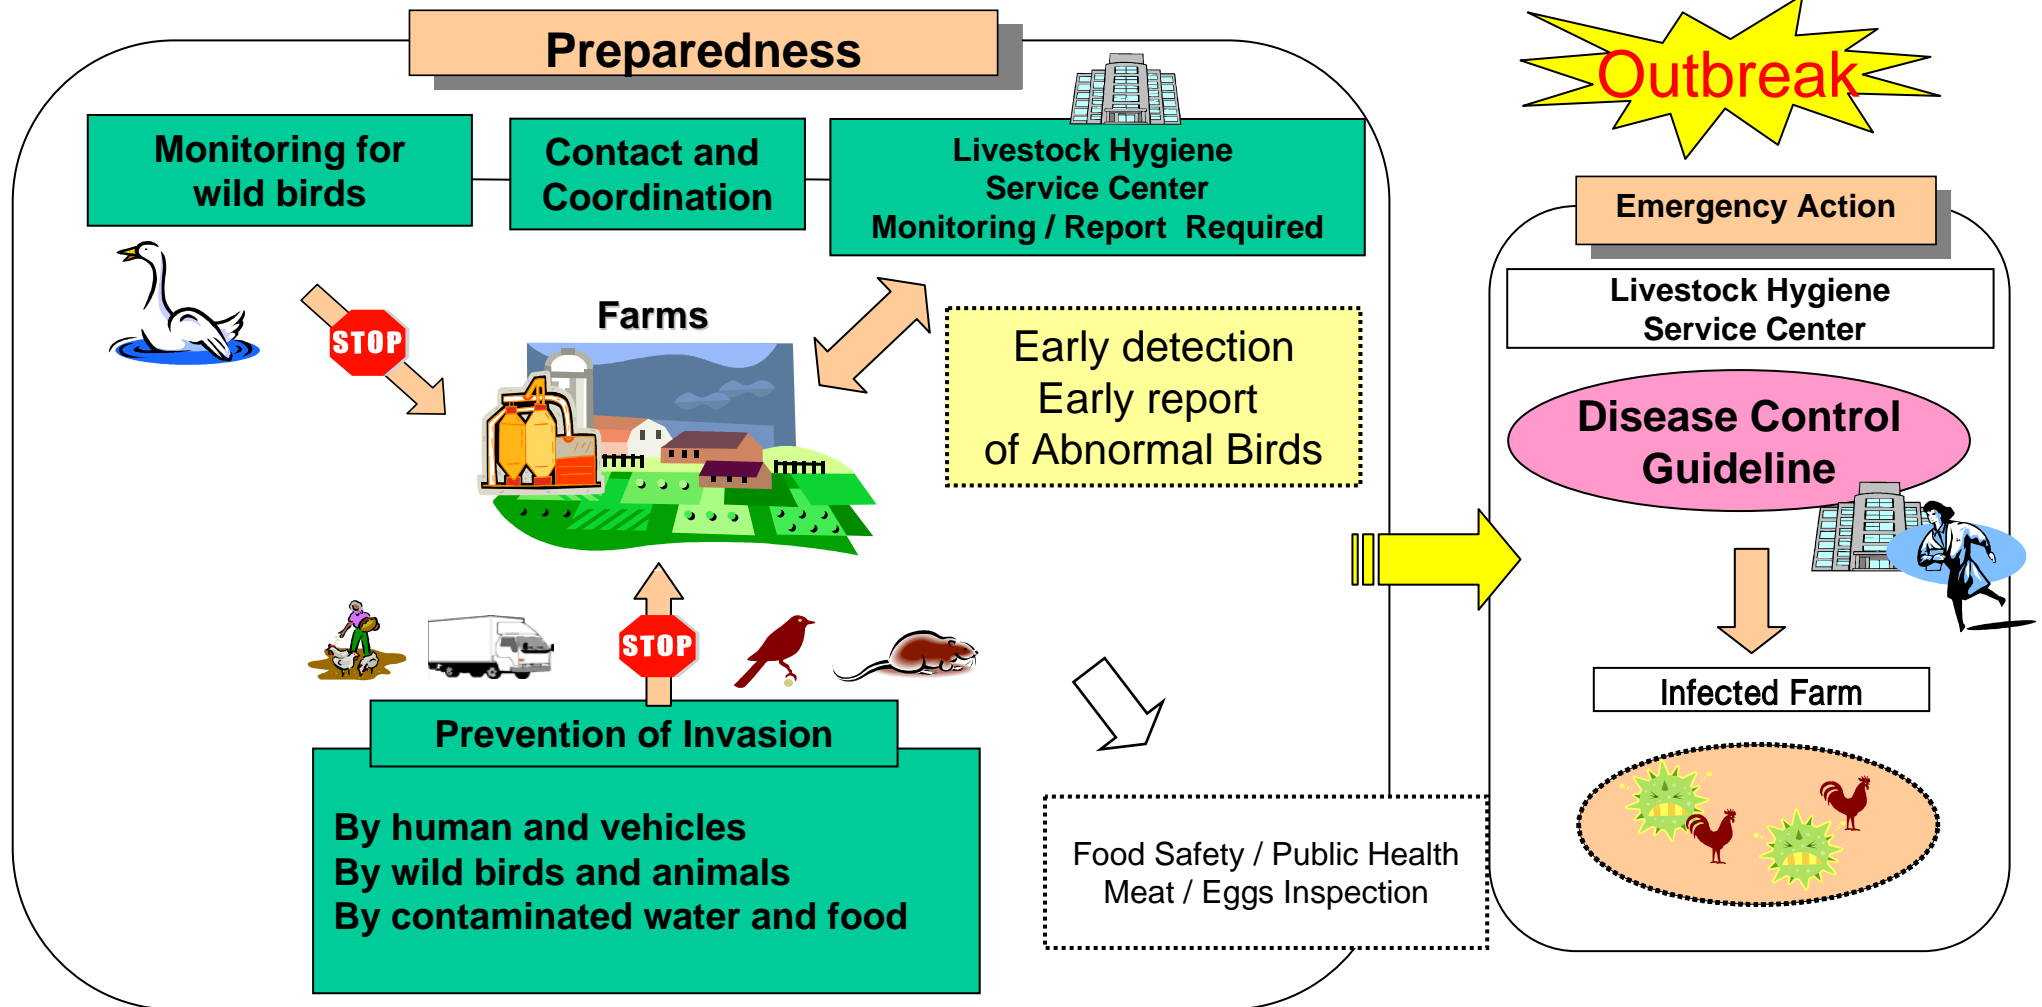 Preparedness
Monitoring for
wild birds
Contact and
Coordination
Livestock Hygiene
Service Center
Monitoring / Report Required
STOP
Farms
Early detection
Early report
of Abnormal Birds
STOP
Prevention of Invasion
By human and vehicles
By wild birds and animals
By contaminated water and food
Food Safety / Public Health
Meat / Eggs Inspection
Outbreak
Emergency Action
Livestock Hygiene
Service Center
Disease Control
Guideline
Infected Farm